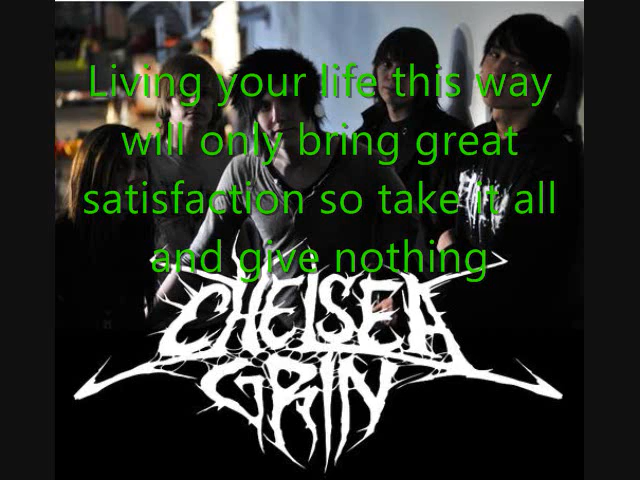 Living your life this way
will only bring great
satisfaction so take it all
and give nothing
CHELSEA
GRIN